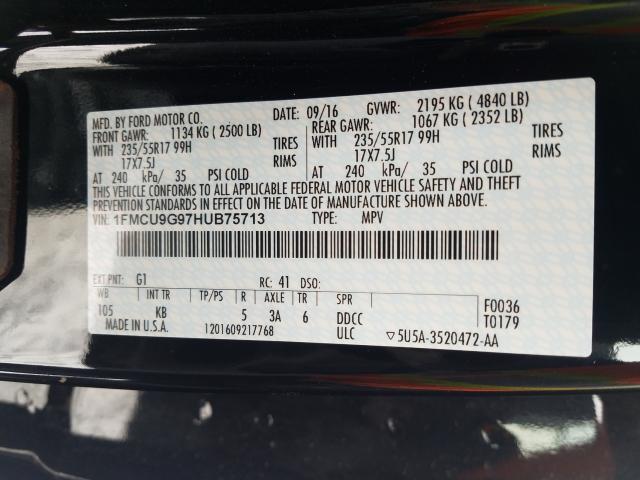 MFD. BY FORD MOTOR CO. DATE: 09/16 GVWR: 2195 KG ( 4840 LB)
FRONT GAWR: 1134 KG ( 2500 LB) REAR GAWR: 1067 KG ( 2352 LB)
WITH 235/55R17 99H TIRES WITH 235/55R17 99H TIRES
17X7.5J RIMS 17X7.5J RIMS
AT 240 kPa/ 35 PSI COLD AT 240 kPa/ 35 PSI COLD
THIS VEHICLE CONFORMS TO ALL APPLICABLE FEDERAL MOTOR VEHICLE SAFETY AND THEFT
PREVENTION STANDARDS IN EFFECT ON THE DATE OF MANUFACTURE SHOWN ABOVE.
VIN: 1FMCU9G97HUB75713 TYPE: MPV
EXT PNT: G1 RC: 41 DSO:
WB INT TR TP/PS R AXLE TR SPR F0036
105 KB 5 3A 6 DDCC T0179
MADE IN U.S.A. 1201609217768 ULC ▽5U5A-3520472-AA